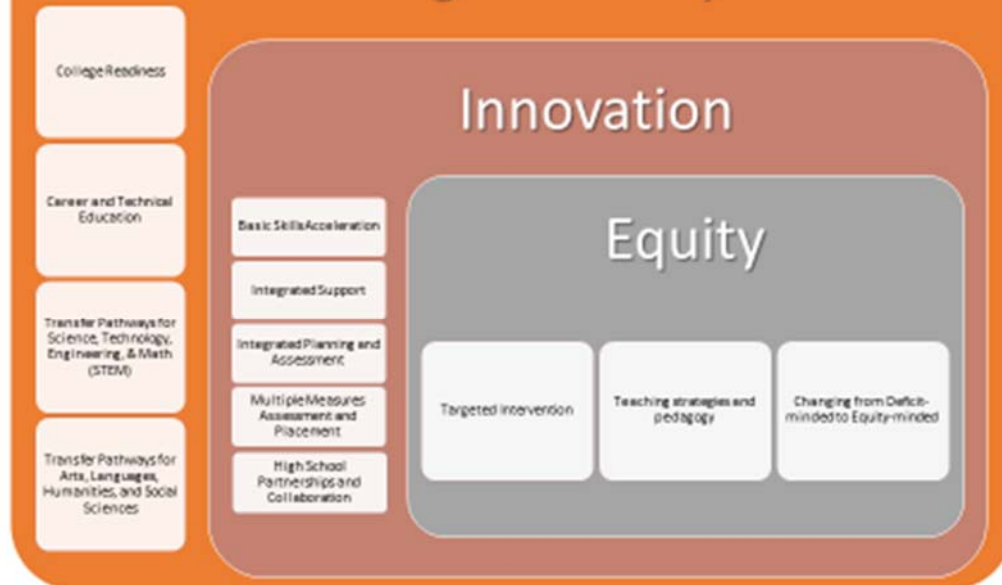 College Readiness
Career and Technical
Education
Transfer Pathways for
Science, Technology,
Engineering, & Math
(STEM)
Transfer Pathways for
Arts, Languages,
Humanities, and Social
Sciences
Innovation
Basic Skills Acceleration
Integrated Support
Integrated Planning and
Assessment
Multiple Measures
Assessment and
Placement
High School
Partnerships and
Collaboration
Equity
Targeted Intervention
Teaching strategies and
pedagogy
Changing from Deficit-
minded to Equity-minded